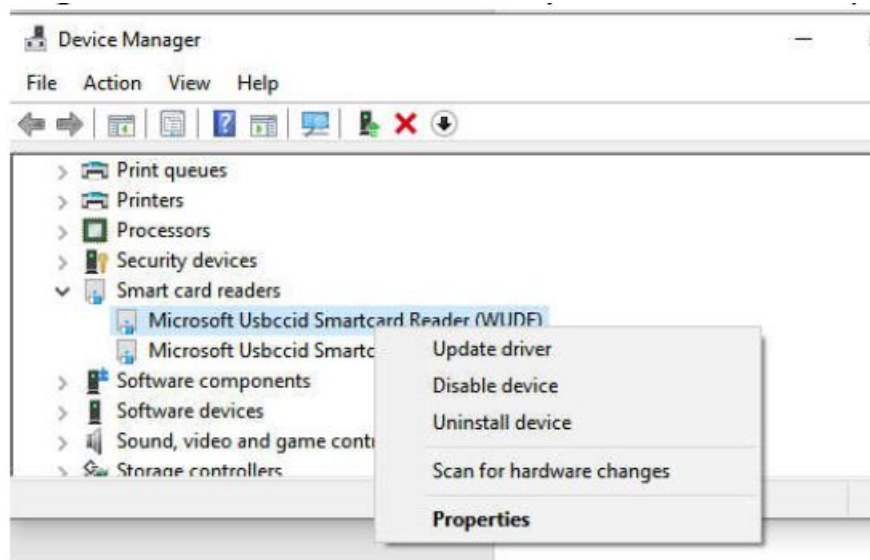 Device Manager
File Action View Help
Print queues
Printers
Processors
Security devices
Smart card readers
Microsoft Usbccid Smartcard Reader (WUDF)
Microsoft Usbccid Smartc
Update driver
Disable device
Uninstall device
Scan for hardware changes
Properties
Software components
Software devices
Sound, video and game contr
Storage controllers